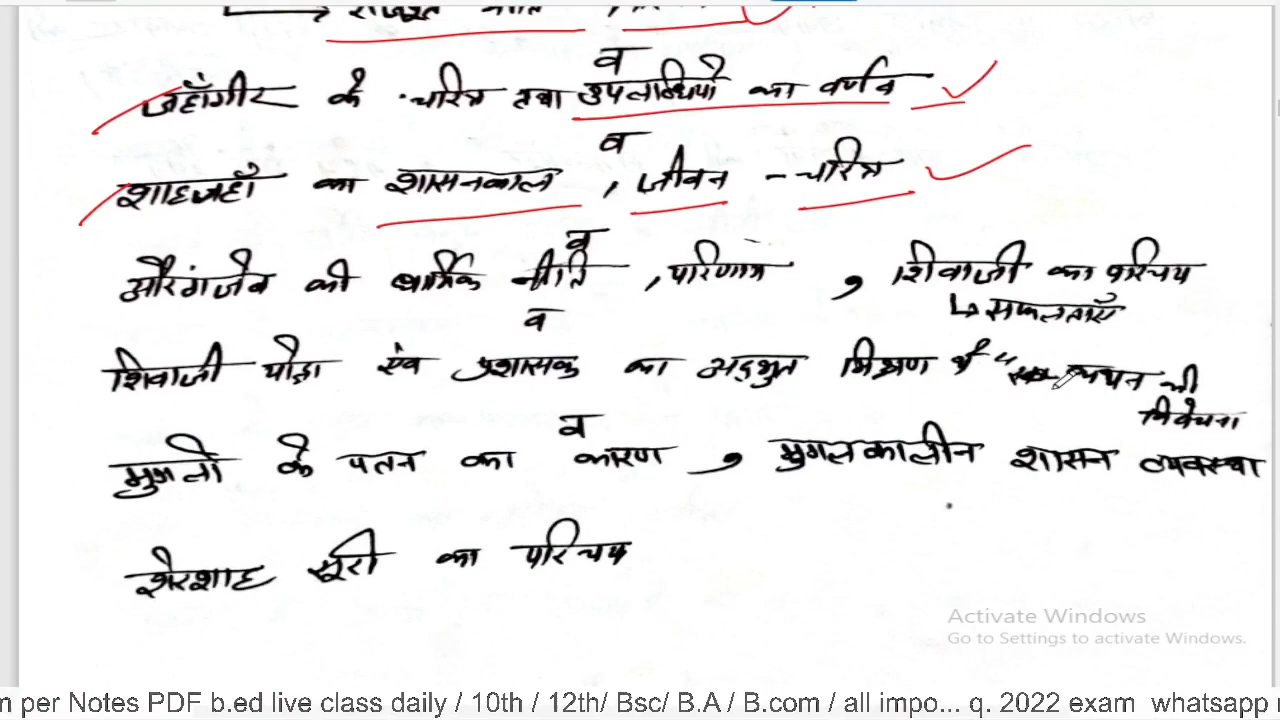 राजपूत नीति
व
जहाँगीर के चरित्र तथा उपलब्धियों का वर्णन
व
शाहजहाँ का शासनकाल , जीवन - चरित्र
व
औरंगजेब की धार्मिक नीति , परिणाम , शिवाजी का परिचय
↳ सफलताएँ
व
शिवाजी योद्धा एंव प्रशासक का अद्भुत मिश्रण थे " कथन की
विवेचना
व
मुगलो के पतन का कारण , मुगलकालीन शासन व्यवस्था
शेरशाह सूरी का परिचय
Activate Windows
Go to Settings to activate Windows.
per Notes PDF b.ed live class daily / 10th / 12th/ Bsc/ B.A / B.com / all impo... q. 2022 exam whatsapp